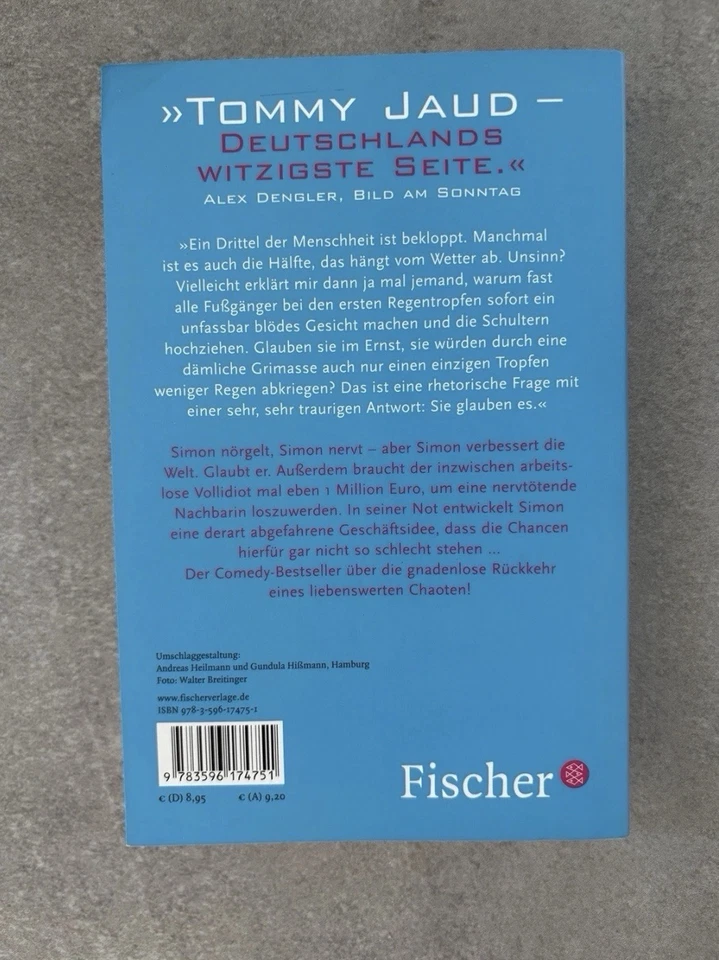 »Tommy Jaud –
Deutschlands
witzigste Seite.«
Alex Dengler, Bild am Sonntag
»Ein Drittel der Menschheit ist bekloppt. Manchmal
ist es auch die Hälfte, das hängt vom Wetter ab. Unsinn?
Vielleicht erklärt mir dann ja mal jemand, warum fast
alle Fußgänger bei den ersten Regentropfen sofort ein
unfassbar blödes Gesicht machen und die Schultern
hochziehen. Glauben sie im Ernst, sie würden durch eine
dämliche Grimasse auch nur einen einzigen Tropfen
weniger Regen abkriegen? Das ist eine rhetorische Frage mit
einer sehr, sehr traurigen Antwort: Sie glauben es.«
Simon nörgelt, Simon nervt – aber Simon verbessert die
Welt. Glaubt er. Außerdem braucht der inzwischen arbeits-
lose Vollidiot mal eben 1 Million Euro, um eine nervtötende
Nachbarin loszuwerden. In seiner Not entwickelt Simon
eine derart abgefahrene Geschäftsidee, dass die Chancen
hierfür gar nicht so schlecht stehen ...
Der Comedy-Bestseller über die gnadenlose Rückkehr
eines liebenswerten Chaoten!
Umschlaggestaltung:
Andreas Heilmann und Gundula Hißmann, Hamburg
Foto: Walter Breitinger
www.fischerverlage.de
ISBN 978-3-596-17475-1
9 783596 174751
€ (D) 8,95 € (A) 9,20
Fischer